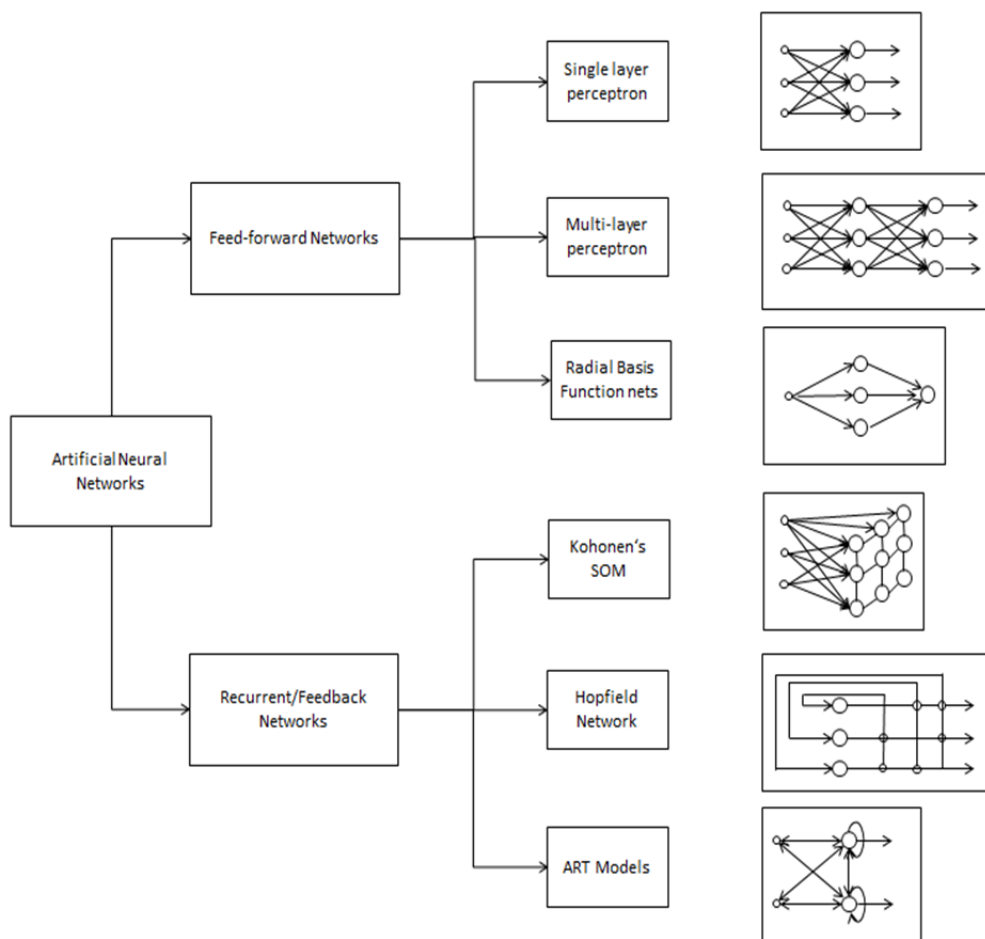 Single layer
perceptron
Feed-forward Networks
Multi-layer
perceptron
Radial Basis
Function nets
Artificial Neural
Networks
Kohonen‘s
SOM
Recurrent/Feedback
Networks
Hopfield
Network
ART Models